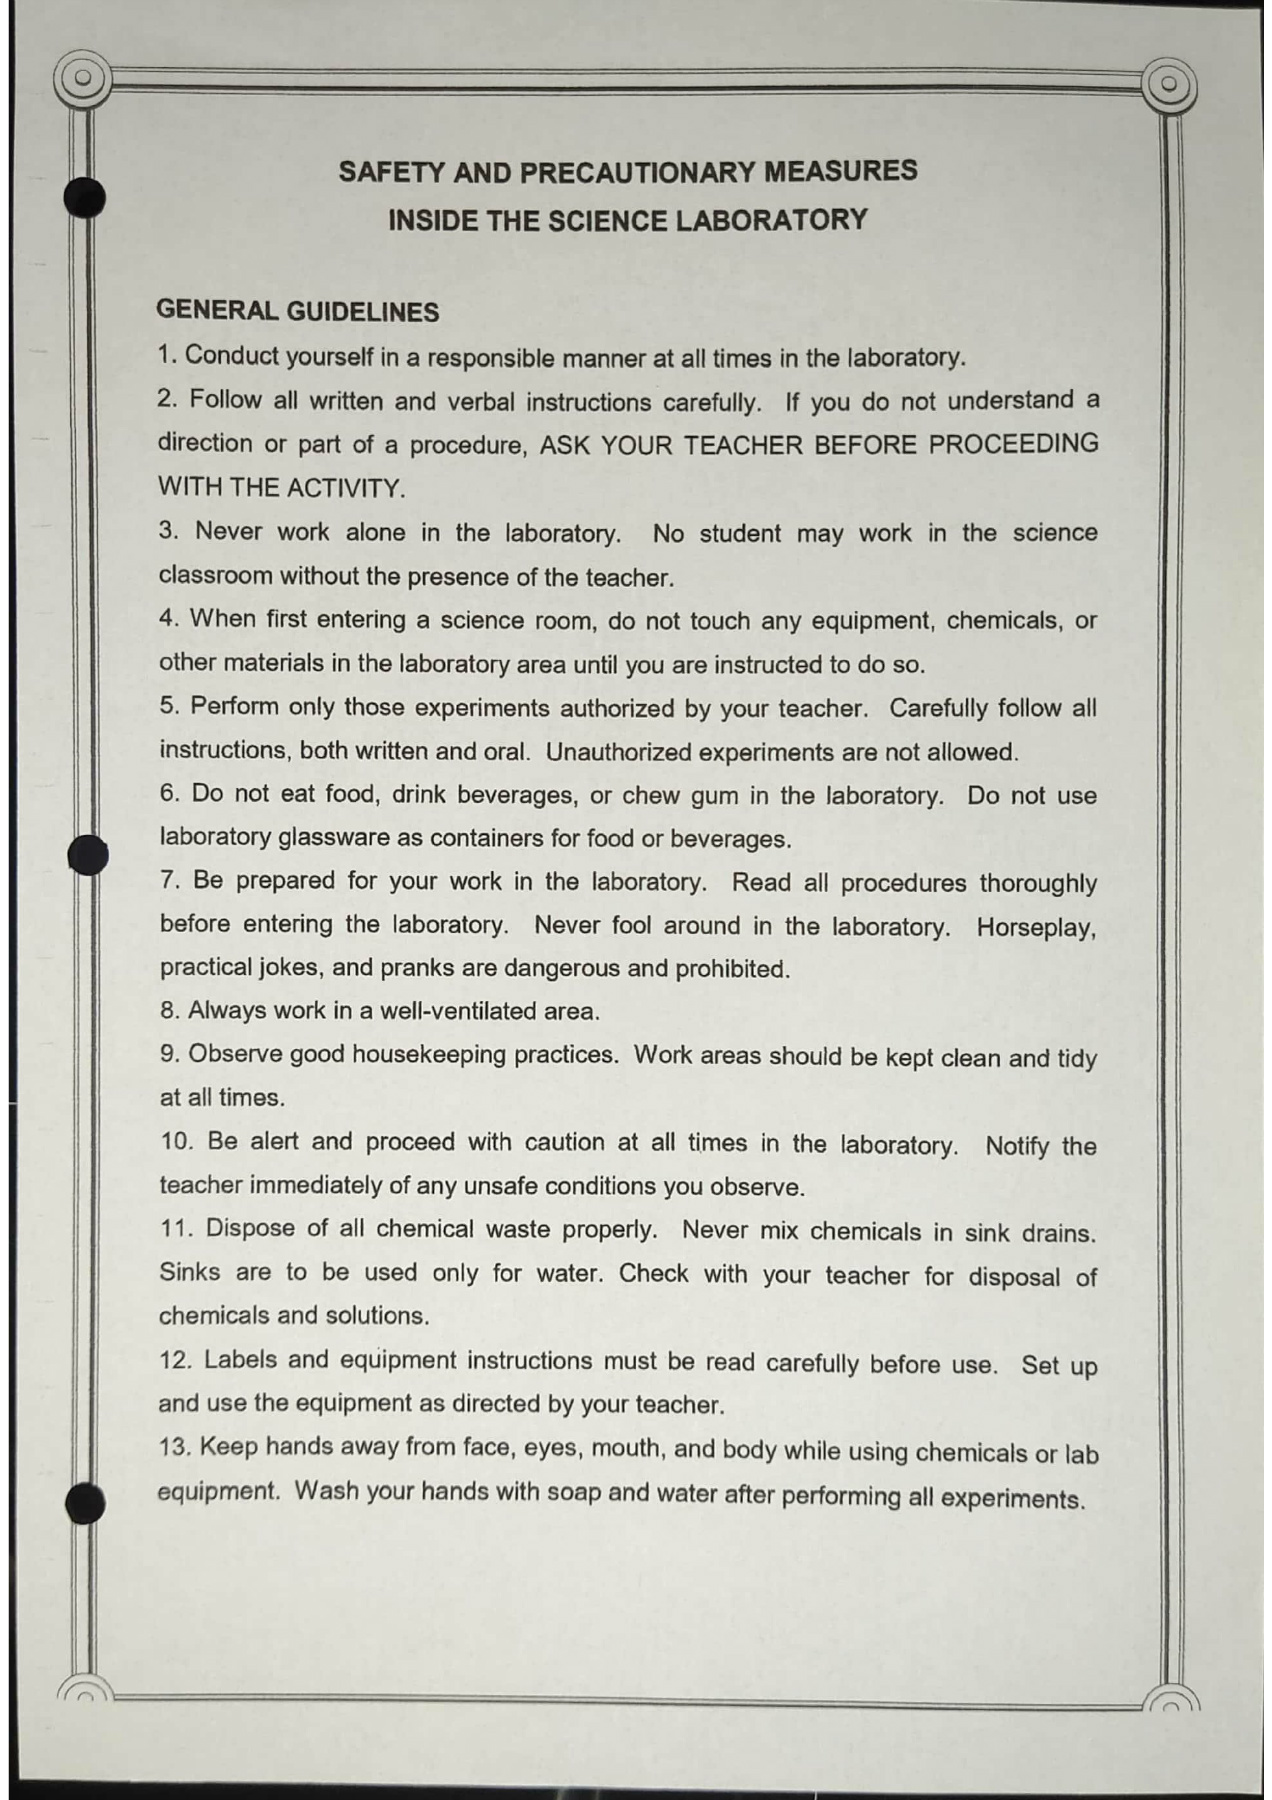 SAFETY AND PRECAUTIONARY MEASURES
INSIDE THE SCIENCE LABORATORY
GENERAL GUIDELINES
1. Conduct yourself in a responsible manner at all times in the laboratory.
2. Follow all written and verbal instructions carefully. If you do not understand a
direction or part of a procedure, ASK YOUR TEACHER BEFORE PROCEEDING
WITH THE ACTIVITY.
3. Never work alone in the laboratory. No student may work in the science
classroom without the presence of the teacher.
4. When first entering a science room, do not touch any equipment, chemicals, or
other materials in the laboratory area until you are instructed to do so.
5. Perform only those experiments authorized by your teacher. Carefully follow all
instructions, both written and oral. Unauthorized experiments are not allowed.
6. Do not eat food, drink beverages, or chew gum in the laboratory. Do not use
laboratory glassware as containers for food or beverages.
7. Be prepared for your work in the laboratory. Read all procedures thoroughly
before entering the laboratory. Never fool around in the laboratory. Horseplay,
practical jokes, and pranks are dangerous and prohibited.
8. Always work in a well-ventilated area.
9. Observe good housekeeping practices. Work areas should be kept clean and tidy
at all times.
10. Be alert and proceed with caution at all times in the laboratory. Notify the
teacher immediately of any unsafe conditions you observe.
11. Dispose of all chemical waste properly. Never mix chemicals in sink drains.
Sinks are to be used only for water. Check with your teacher for disposal of
chemicals and solutions.
12. Labels and equipment instructions must be read carefully before use. Set up
and use the equipment as directed by your teacher.
13. Keep hands away from face, eyes, mouth, and body while using chemicals or lab
equipment. Wash your hands with soap and water after performing all experiments.